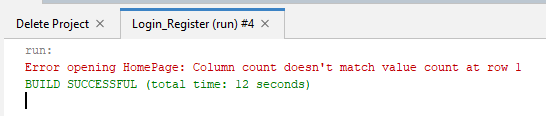 Delete Project × Login_Register (run) #4 ×
run:
Error opening HomePage: Column count doesn't match value count at row 1
BUILD SUCCESSFUL (total time: 12 seconds)